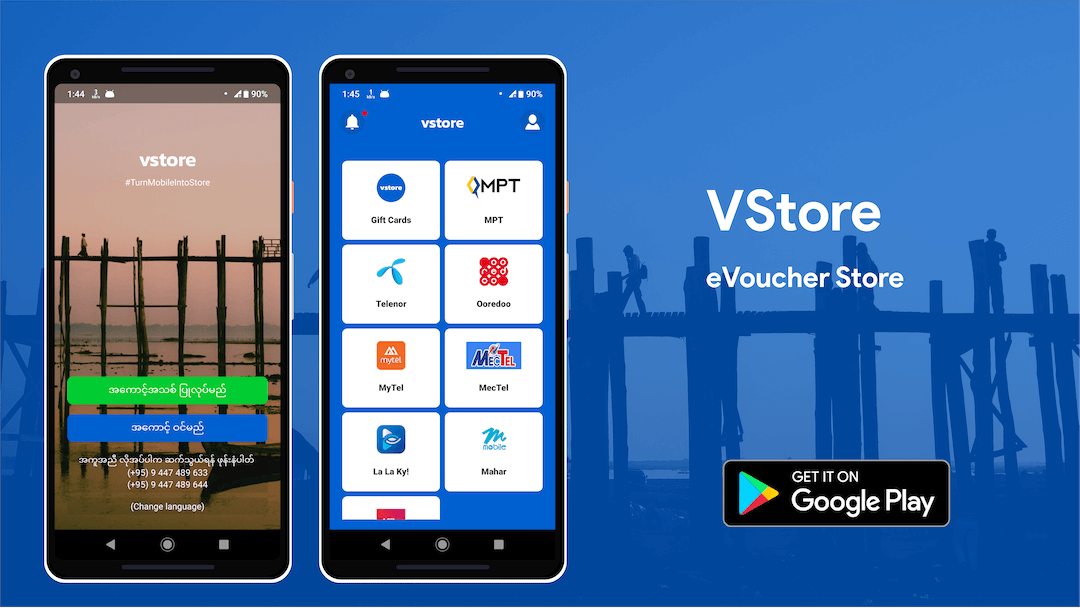 1:44
90%
vstore
#TurnMobileIntoStore
အကောင့်အသစ် ပြုလုပ်မည်
အကောင့် ဝင်မည်
အကူအညီ လိုအပ်ပါက ဆက်သွယ်ရန် ဖုန်းနံပါတ်
(+95) 9 447 489 633
(+95) 9 447 489 644
(Change language)
1:45
90%
vstore
vstore
Gift Cards
MPT
MPT
Telenor
Ooredoo
mytel
MyTel
MecTel
MecTel
La La Ky!
mobile
Mahar
VStore
eVoucher Store
GET IT ON
Google Play